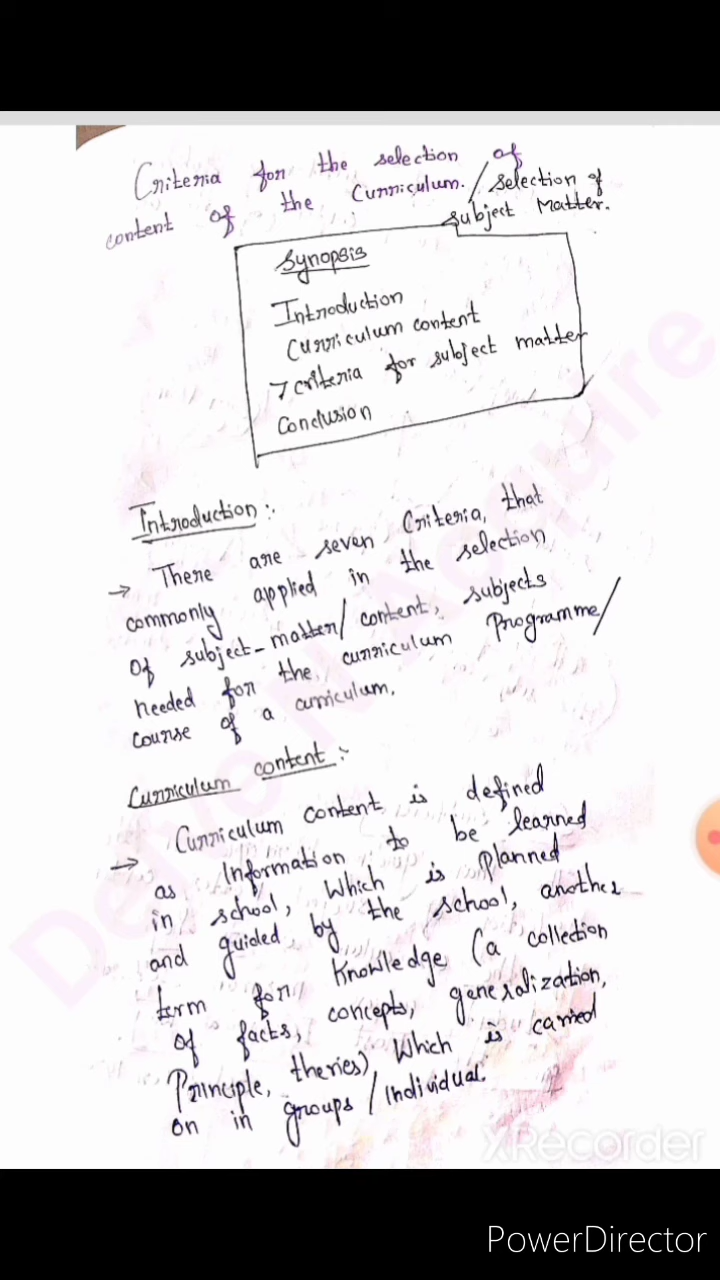 Criteria for the selection of
content of the Curriculum. / selection of
subject Matter.
Synopsis
Introduction
Curriculum content
7 criteria for subject matter
Conclusion
Introduction :-
→ There are seven Criteria, that
commonly applied in the selection
of subject-matter/content, subjects
needed for the curriculum Programme/
course of a curriculum.
Curriculum content :-
→ Curriculum content is defined
as Information to be learned
in school, Which is planned
and guided by the school, another
term for Knowledge (a collection
of facts, concepts, generalization,
Principle, theries) Which is carried
on in groups / Individual.
XRecorder
PowerDirector